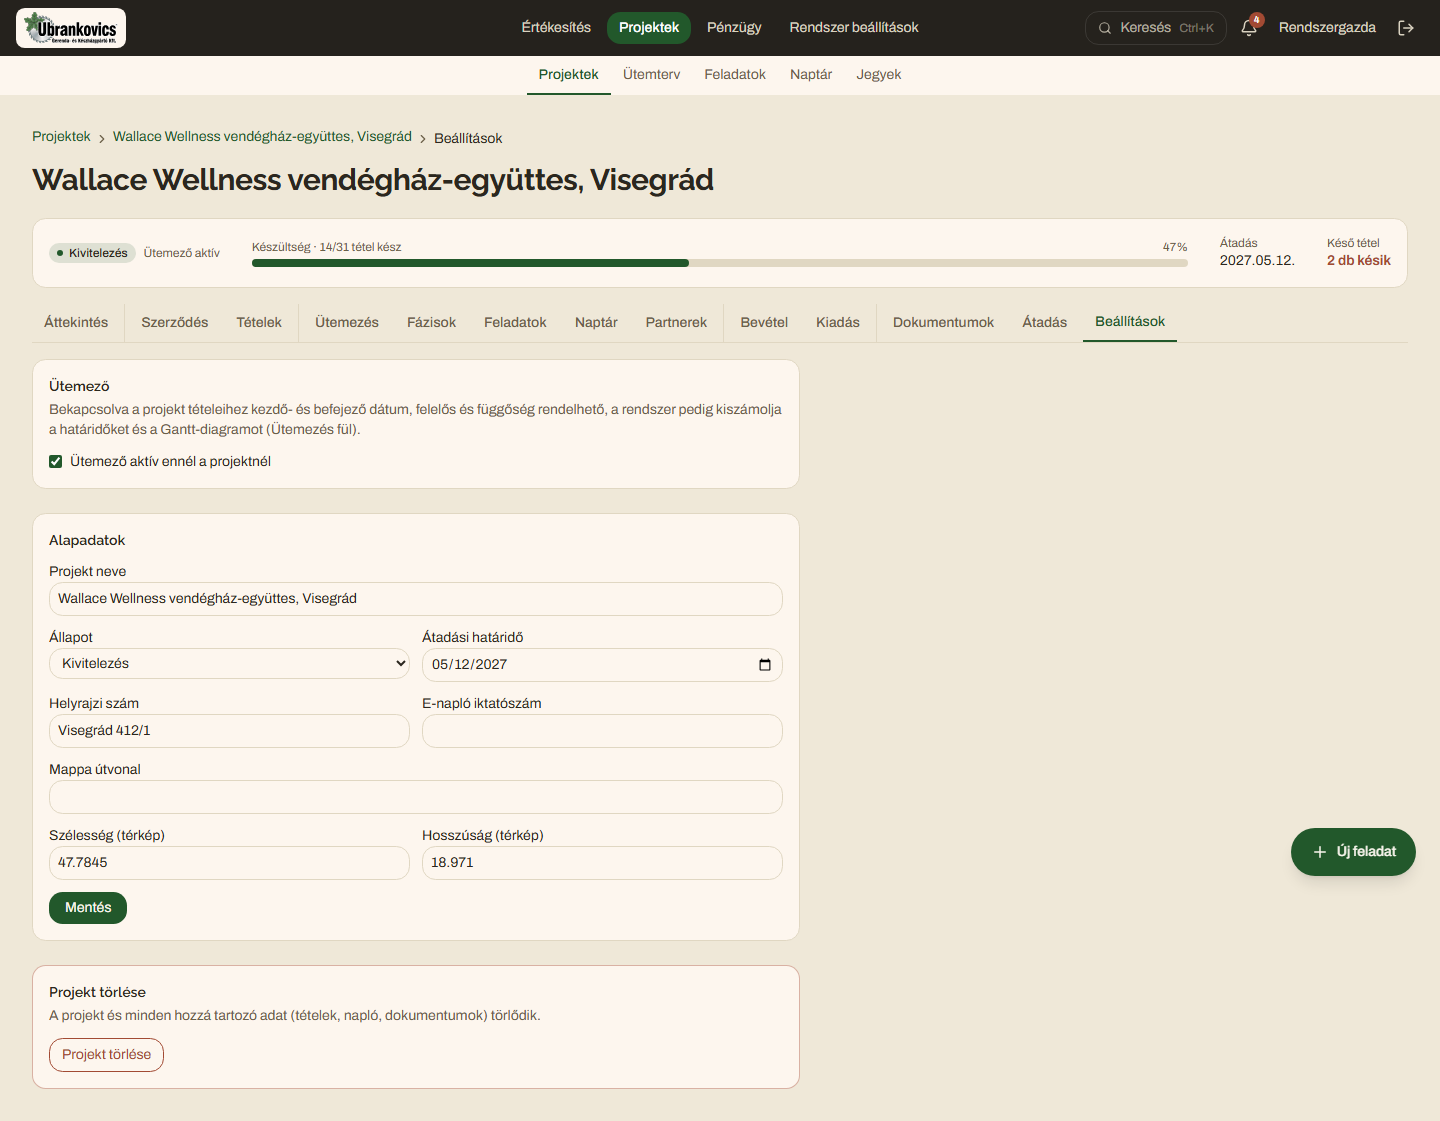 Ubrankovics
Gerenda- és Készházgyártó Kft.
Értékesítés
Projektek
Pénzügy
Rendszer beállítások
Keresés Ctrl+K
4
Rendszergazda
Projektek
Ütemterv
Feladatok
Naptár
Jegyek
Projektek > Wallace Wellness vendégház-együttes, Visegrád > Beállítások
Wallace Wellness vendégház-együttes, Visegrád
Kivitelezés
Ütemező aktív
Készültség · 14/31 tétel kész
47%
Átadás
2027.05.12.
Késő tétel
2 db késik
Áttekintés
Szerződés
Tételek
Ütemezés
Fázisok
Feladatok
Naptár
Partnerek
Bevétel
Kiadás
Dokumentumok
Átadás
Beállítások
Ütemező
Bekapcsolva a projekt tételeihez kezdő- és befejező dátum, felelős és függőség rendelhető, a rendszer pedig kiszámolja
a határidőket és a Gantt-diagramot (Ütemezés fül).
Ütemező aktív ennél a projektnél
Alapadatok
Projekt neve
Wallace Wellness vendégház-együttes, Visegrád
Állapot
Átadási határidő
Kivitelezés
05/12/2027
Helyrajzi szám
E-napló iktatószám
Visegrád 412/1
Mappa útvonal
Szélesség (térkép)
Hosszúság (térkép)
47.7845
18.971
Mentés
Új feladat
Projekt törlése
A projekt és minden hozzá tartozó adat (tételek, napló, dokumentumok) törlődik.
Projekt törlése